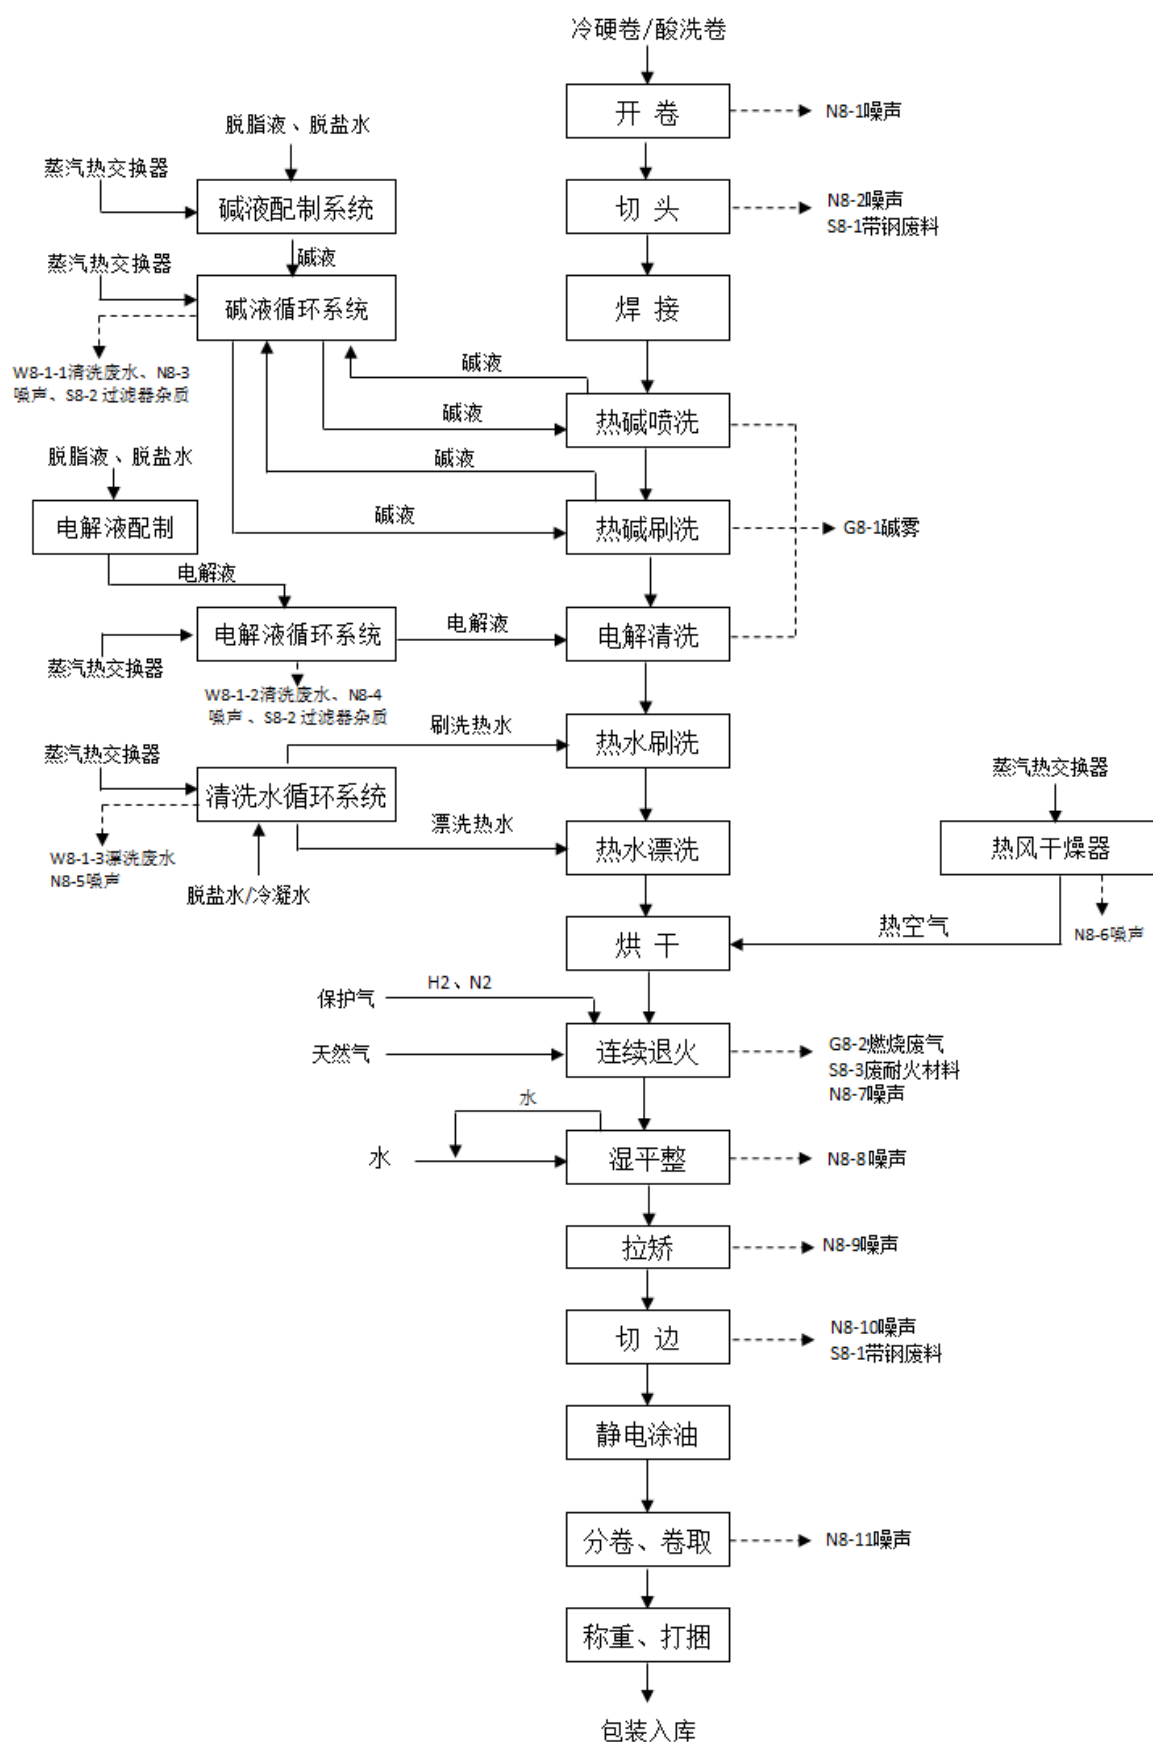 冷硬卷/酸洗卷
开 卷
N8-1噪声
脱脂液、脱盐水
蒸汽热交换器
碱液配制系统
切 头
N8-2噪声
S8-1带钢废料
碱液
蒸汽热交换器
碱液循环系统
焊 接
W8-1-1清洗废水、N8-3
噪声、S8-2 过滤器杂质
碱液
碱液
热碱喷洗
脱脂液、脱盐水
碱液
电解液配制
碱液
热碱刷洗
G8-1碱雾
电解液
电解液循环系统
电解液
电解清洗
蒸汽热交换器
W8-1-2清洗废水、N8-4
噪声、S8-2 过滤器杂质
刷洗热水
热水刷洗
蒸汽热交换器
清洗水循环系统
漂洗热水
热水漂洗
蒸汽热交换器
热风干燥器
W8-1-3漂洗废水
N8-5噪声
脱盐水/冷凝水
烘 干
热空气
N8-6噪声
保护气
H2、N2
天然气
连续退火
G8-2燃烧废气
S8-3废耐火材料
N8-7噪声
水
水
湿平整
N8-8噪声
拉矫
N8-9噪声
切 边
N8-10噪声
S8-1带钢废料
静电涂油
分卷、卷取
N8-11噪声
称重、打捆
包装入库